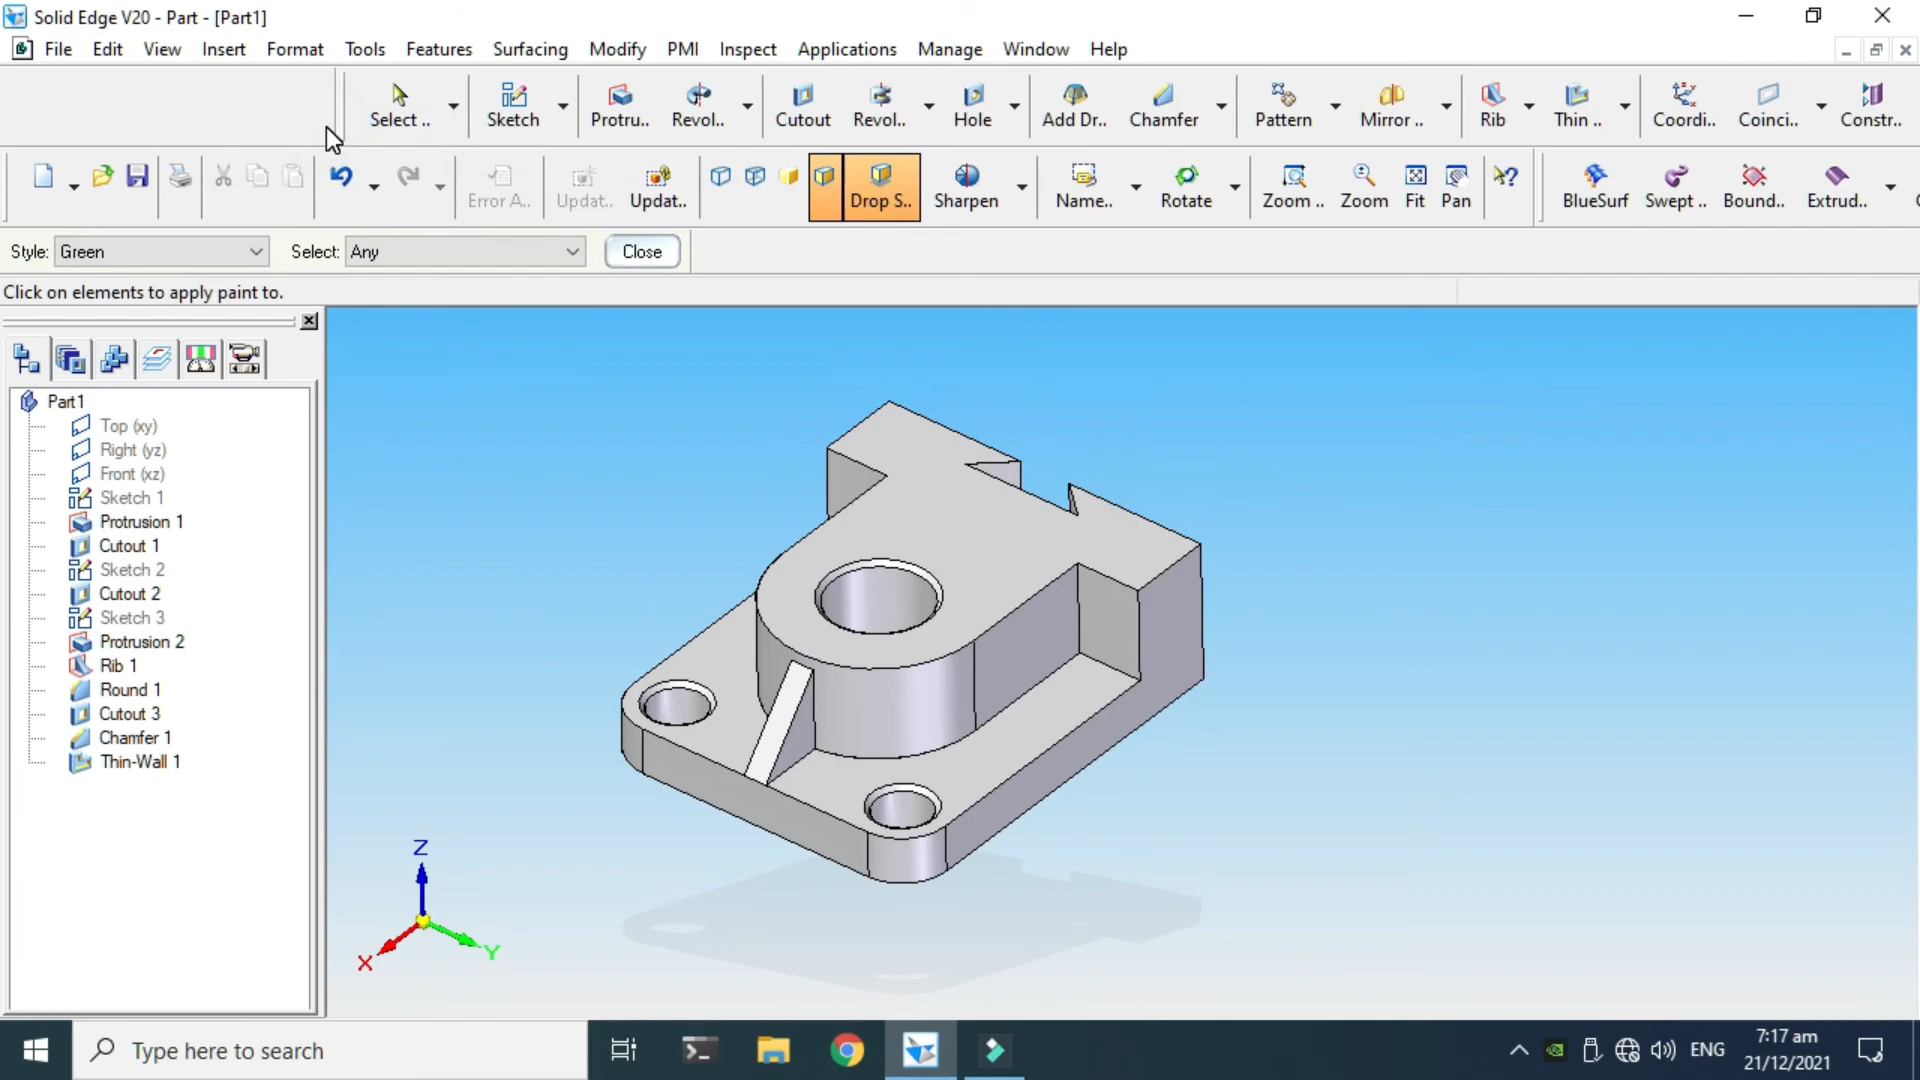 Solid Edge V20 - Part - [Part1]
File Edit View Insert Format Tools Features Surfacing Modify PMI Inspect Applications Manage Window Help
Select .. Sketch Protru.. Revol.. Cutout Revol.. Hole Add Dr.. Chamfer Pattern Mirror .. Rib Thin .. Coordi.. Coinci.. Constr..
Error A.. Updat.. Updat.. Drop S.. Sharpen Name.. Rotate Zoom .. Zoom Fit Pan BlueSurf Swept .. Bound.. Extrud..
Style: Green Select: Any Close
Click on elements to apply paint to.
Part1
Top (xy)
Right (yz)
Front (xz)
Sketch 1
Protrusion 1
Cutout 1
Sketch 2
Cutout 2
Sketch 3
Protrusion 2
Rib 1
Round 1
Cutout 3
Chamfer 1
Thin-Wall 1
Z
Y
X
Type here to search
ENG
7:17 am
21/12/2021